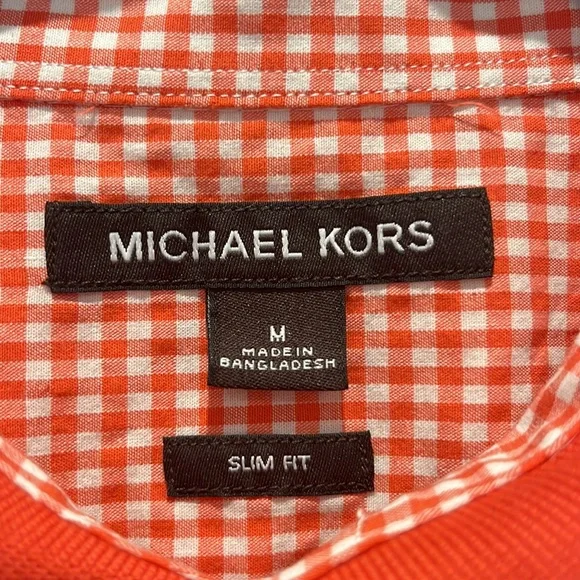 MICHAEL KORS
M
MADE IN
BANGLADESH
SLIM FIT